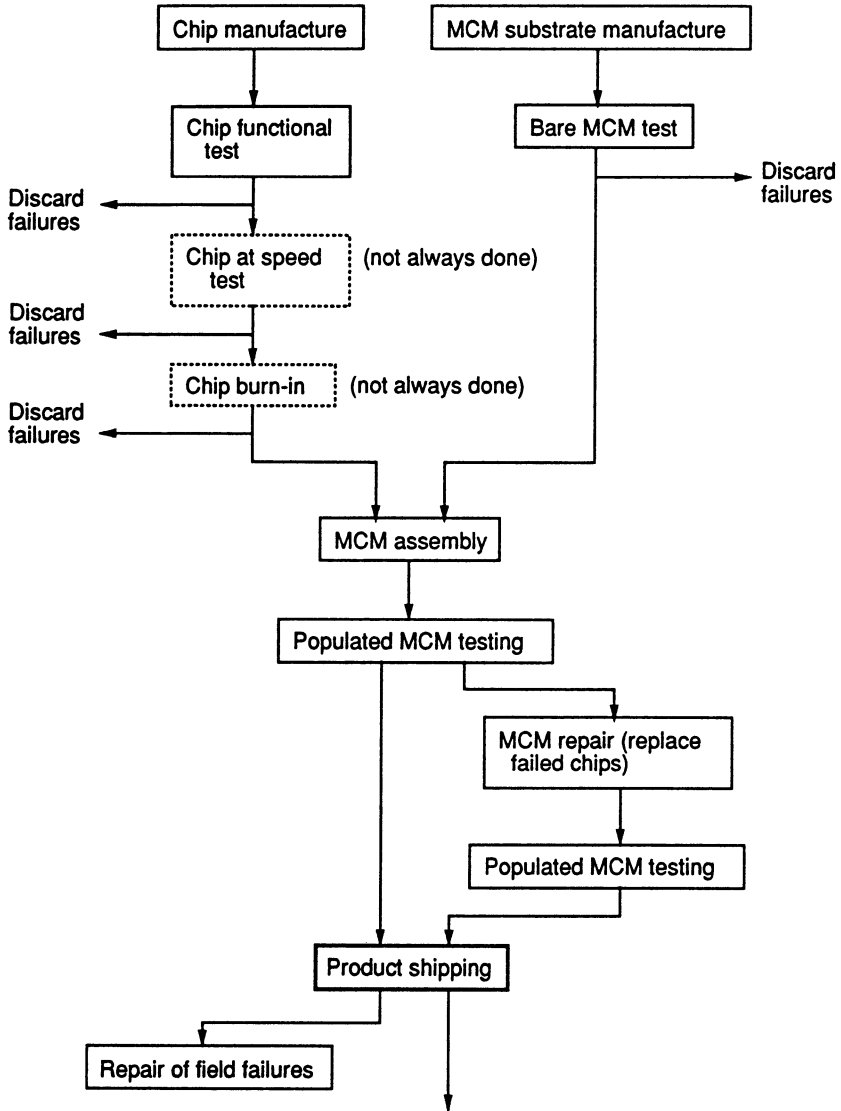 Chip manufacture
MCM substrate manufacture
Chip functional
test
Bare MCM test
Discard
failures
Discard
failures
Chip at speed
test
(not always done)
Discard
failures
Chip burn-in
(not always done)
Discard
failures
MCM assembly
Populated MCM testing
MCM repair (replace
failed chips)
Populated MCM testing
Product shipping
Repair of field failures